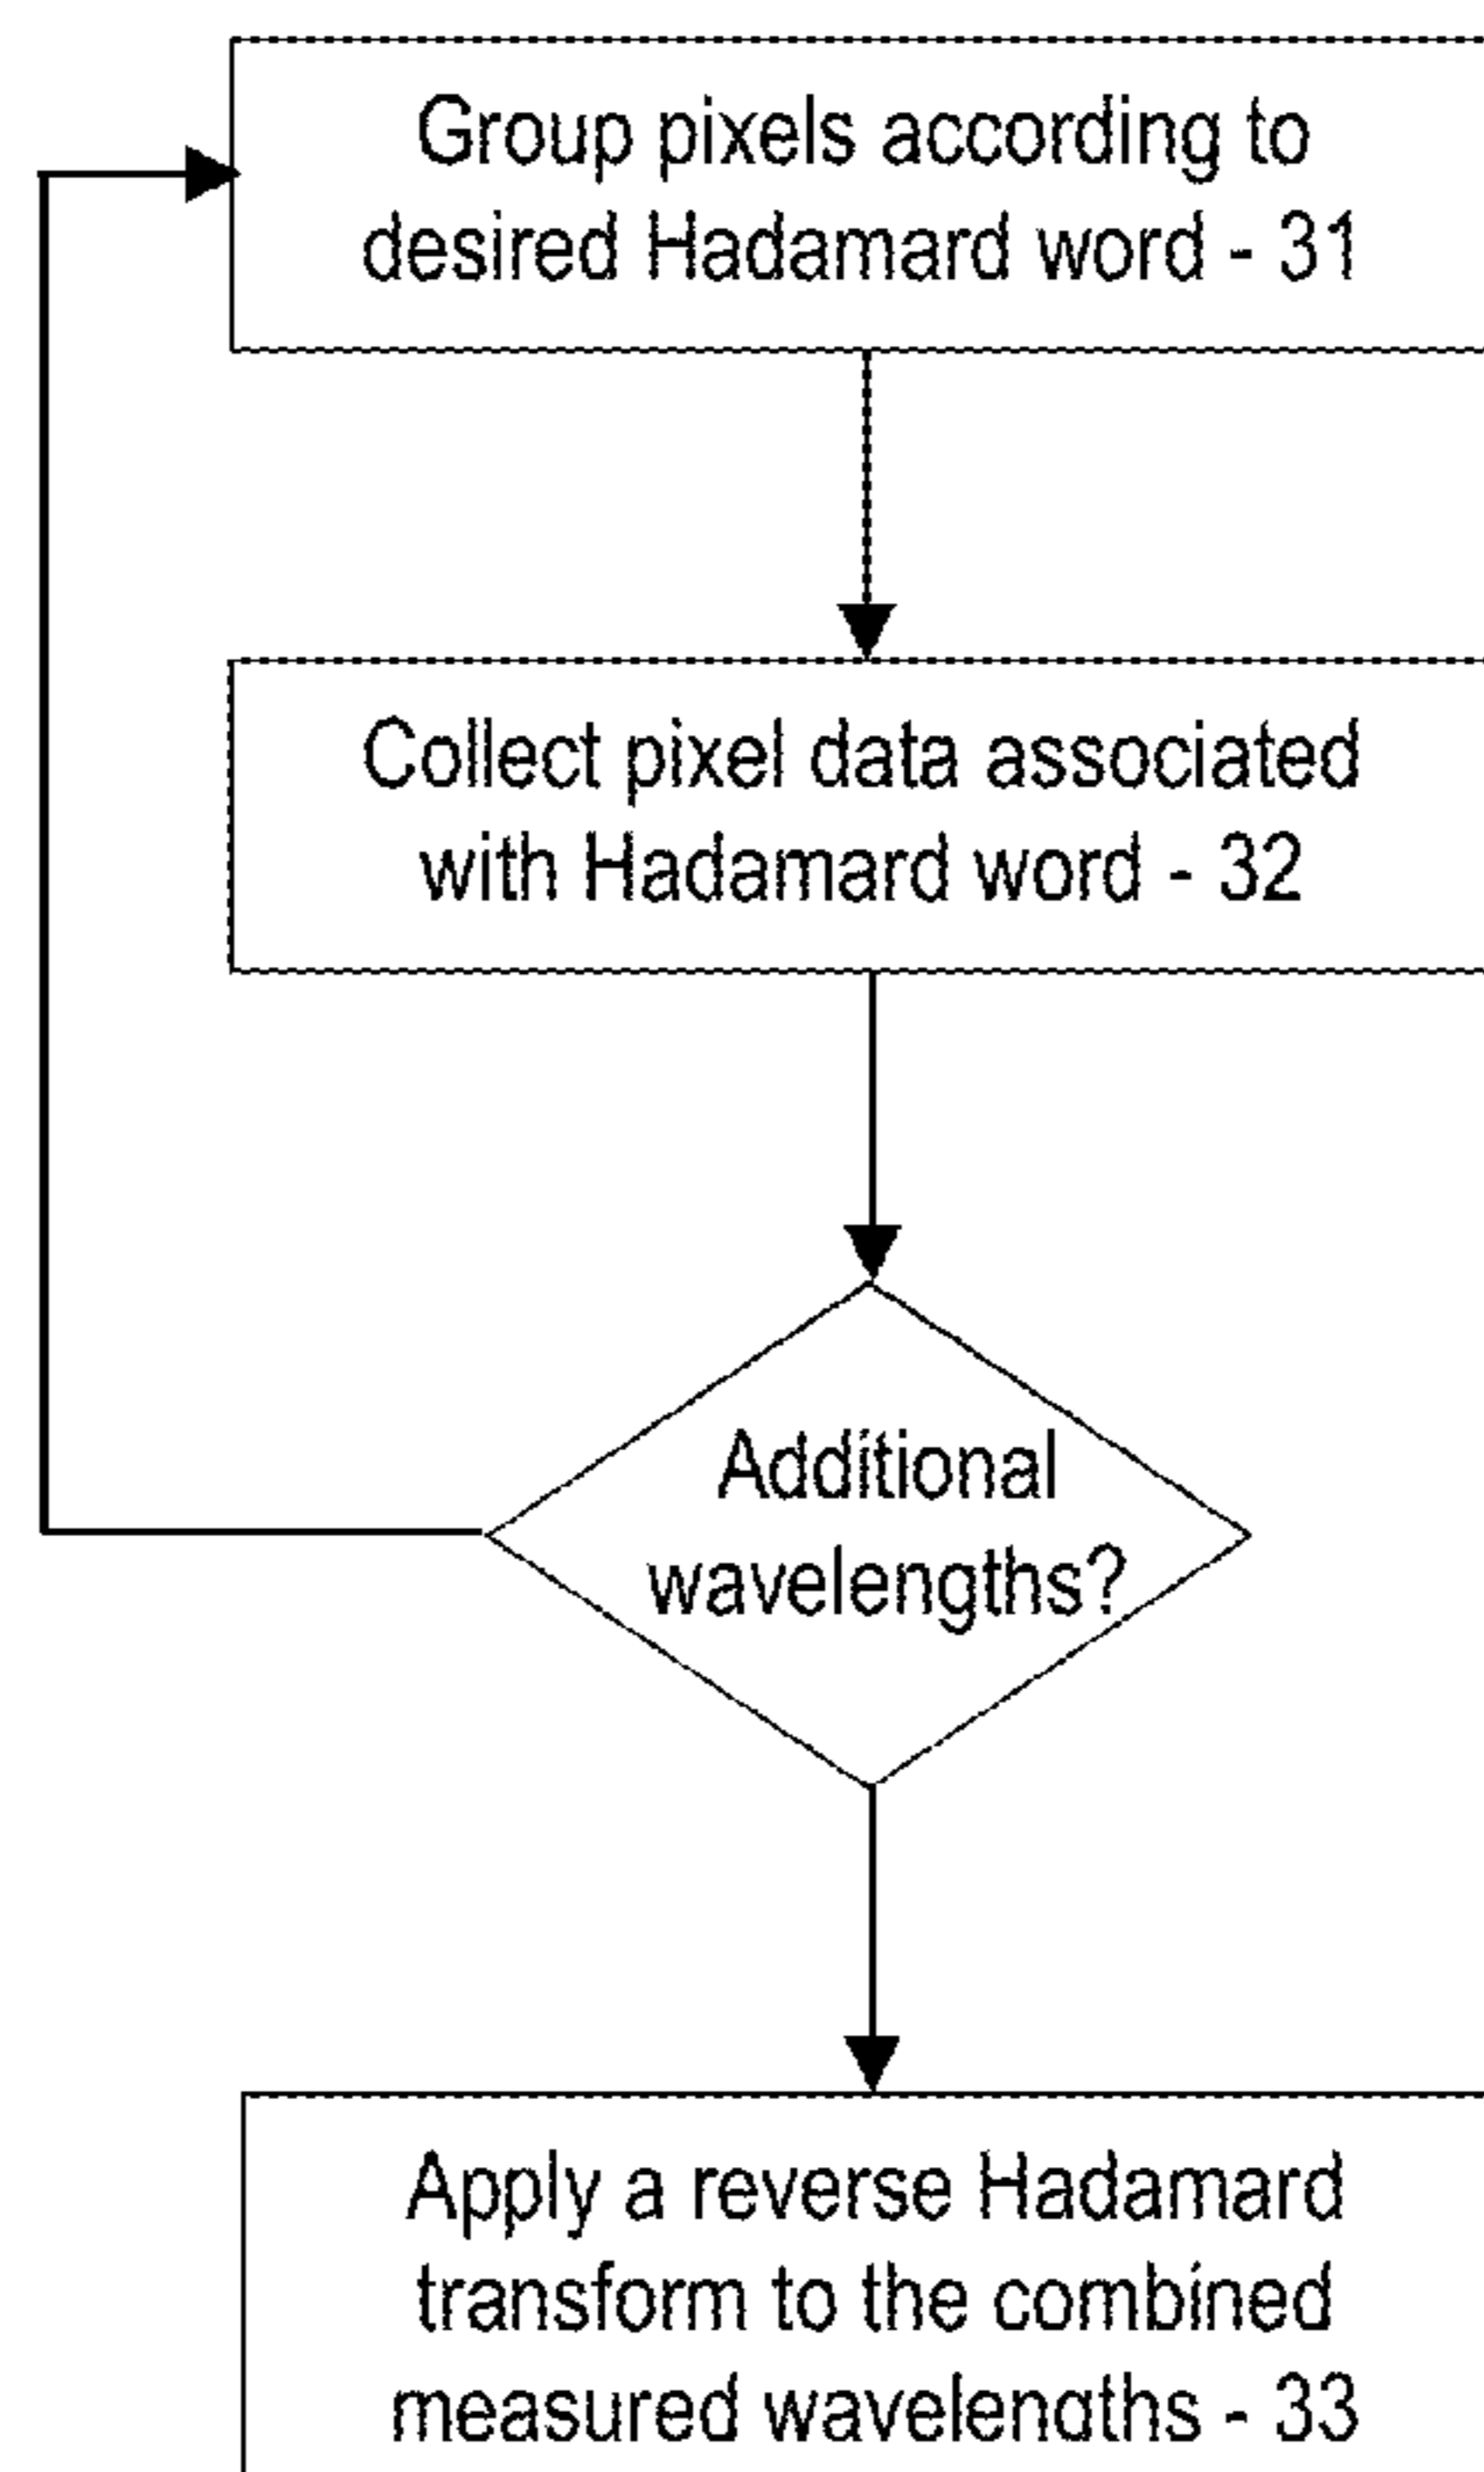 Group pixels according to
desired Hadamard word - 31
Collect pixel data associated
with Hadamard word - 32
Additional
wavelengths?
Apply a reverse Hadamard
transform to the combined
measured wavelengths - 33